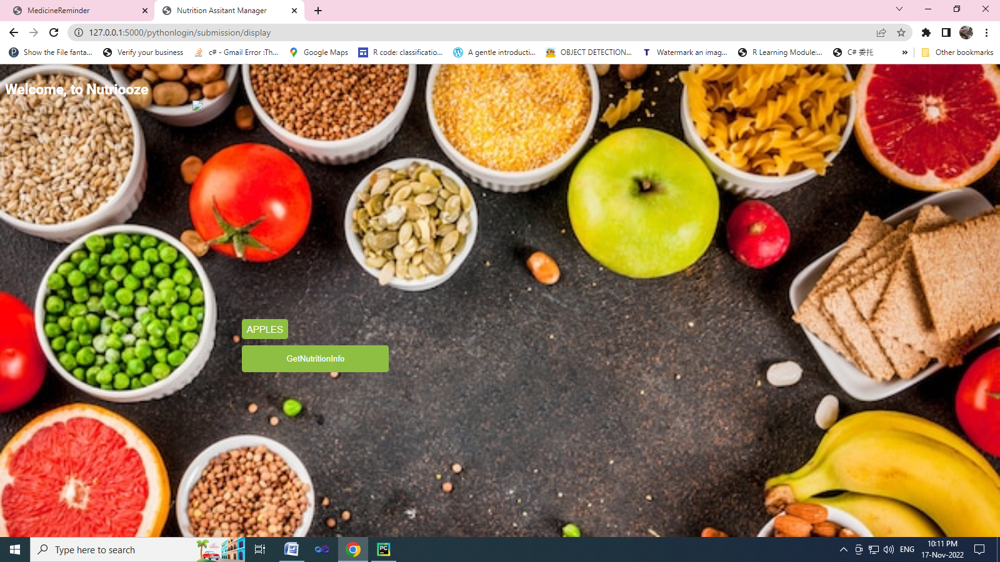 MedicineReminder
Nutrition Assitant Manager
127.0.0.1:5000/pythonlogin/submission/display
Show the File fanta...
Verify your business
c# - Gmail Error :Th...
Google Maps
R code: classificatio...
A gentle introducti...
OBJECT DETECTION...
T
Watermark an imag...
R Learning Module:...
C# 委托
»
Other bookmarks
Welcome, to Nutriooze
APPLES
GetNutritionInfo
Type here to search
PC
ENG
10:11 PM
17-Nov-2022